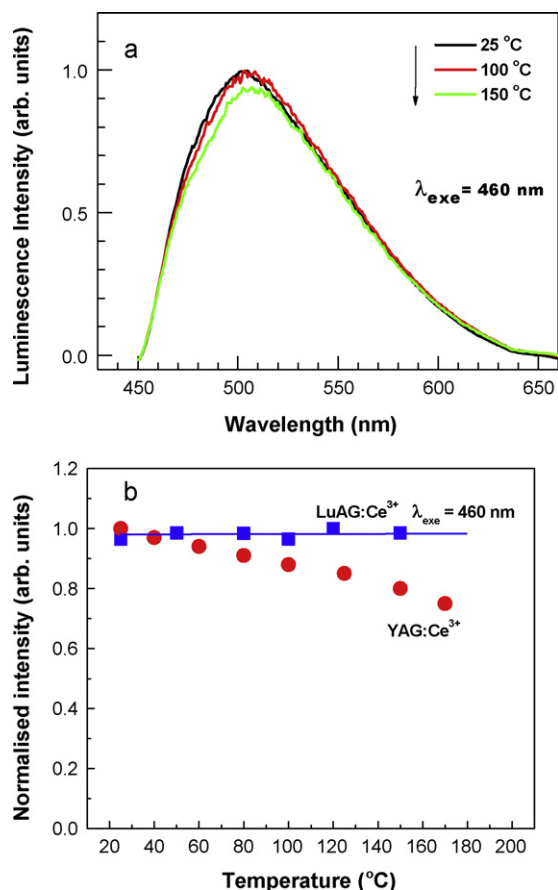 a
25 °C
100 °C
150 °C
λexe = 460 nm
1.0
0.5
0.0
Luminescence Intensity (arb. units)
450 500 550 600 650
Wavelength (nm)
b
LuAG:Ce³⁺ λexe = 460 nm
YAG:Ce³⁺
1.2
1.0
0.8
0.6
0.4
0.2
0.0
Normalised intensity (arb. units)
20 40 60 80 100 120 140 160 180 200
Temperature (°C)